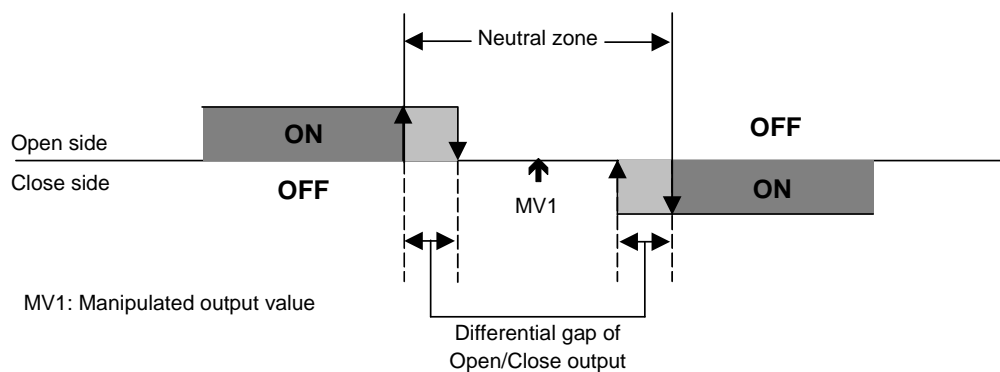 Neutral zone
ON
OFF
Open side
Close side
OFF
MV1
ON
MV1: Manipulated output value
Differential gap of
Open/Close output